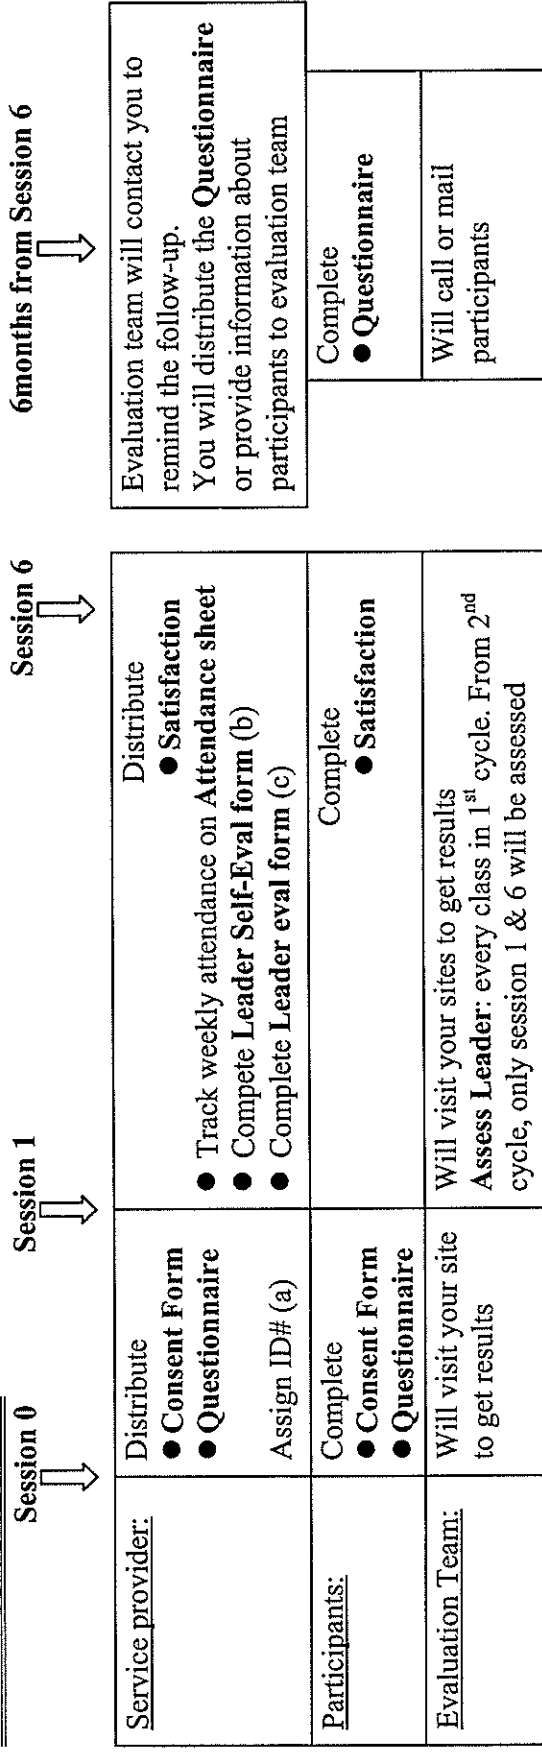 Session 0
Session 1
Session 6
6months from Session 6
Service provider:
Distribute
●Consent Form
●Questionnaire
Assign ID# (a)
Distribute
●Satisfaction
● Track weekly attendance on Attendance sheet
● Compete Leader Self-Eval form (b)
● Complete Leader eval form (c)
Evaluation team will contact you to
remind the follow-up.
You will distribute the Questionnaire
or provide information about
participants to evaluation team
Participants:
Complete
●Consent Form
●Questionnaire
Complete
●Satisfaction
Complete
●Questionnaire
Evaluation Team:
Will visit your site
to get results
Will visit your sites to get results
Assess Leader: every class in 1st cycle. From 2nd
cycle, only session 1 & 6 will be assessed
Will call or mail
participants